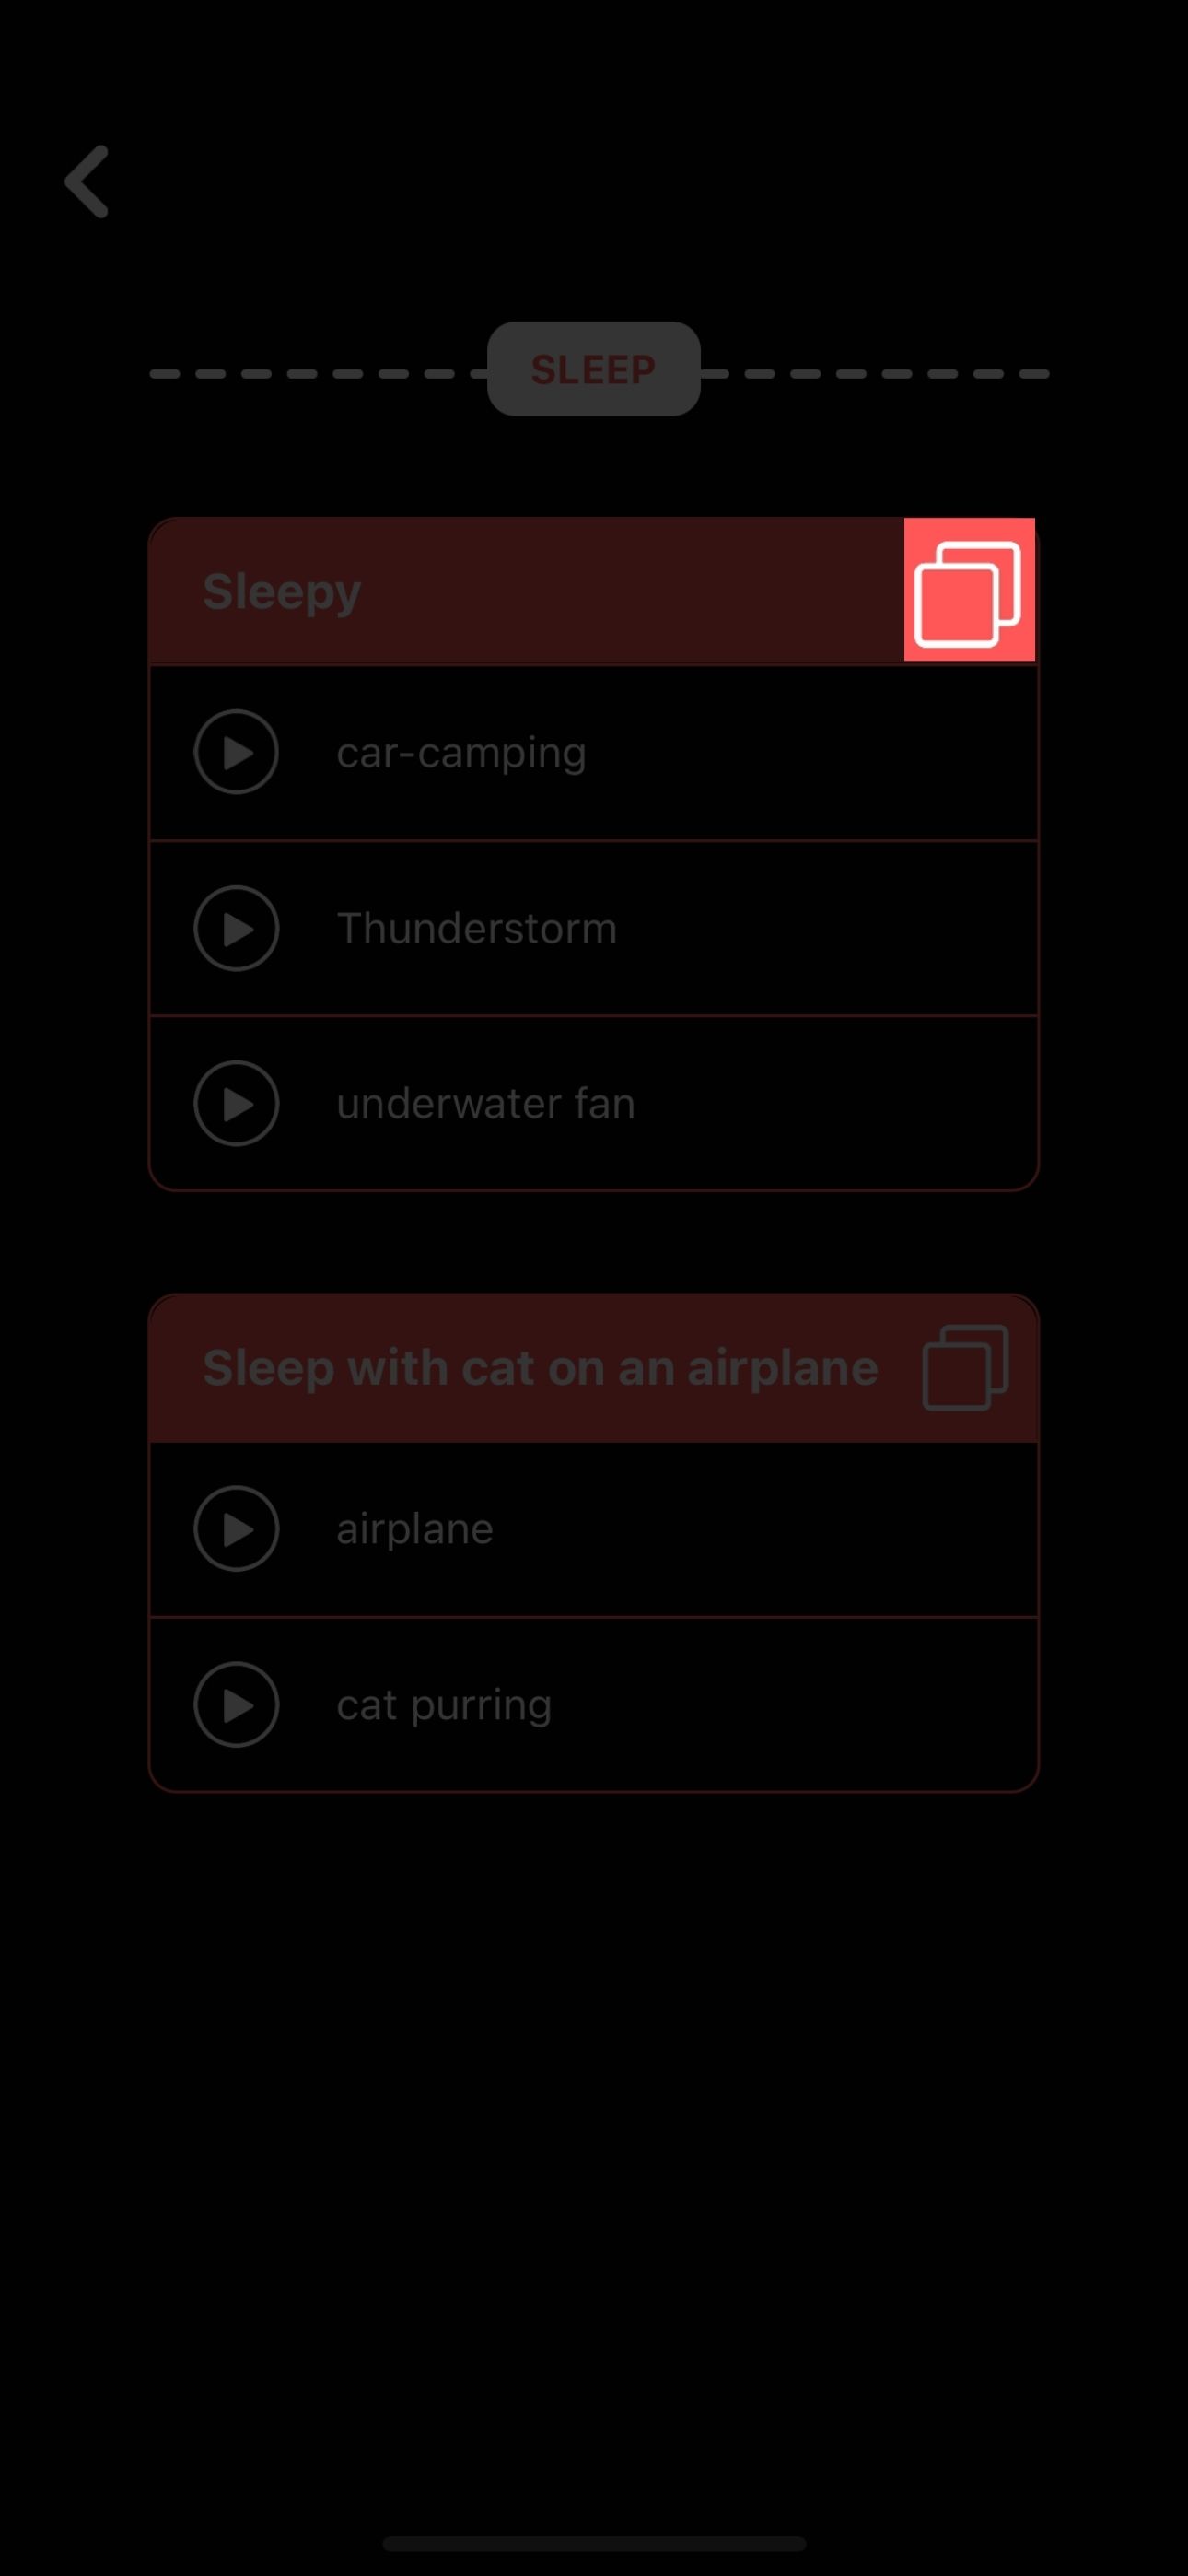 SLEEP
Sleepy
car-camping
Thunderstorm
underwater fan
Sleep with cat on an airplane
airplane
cat purring